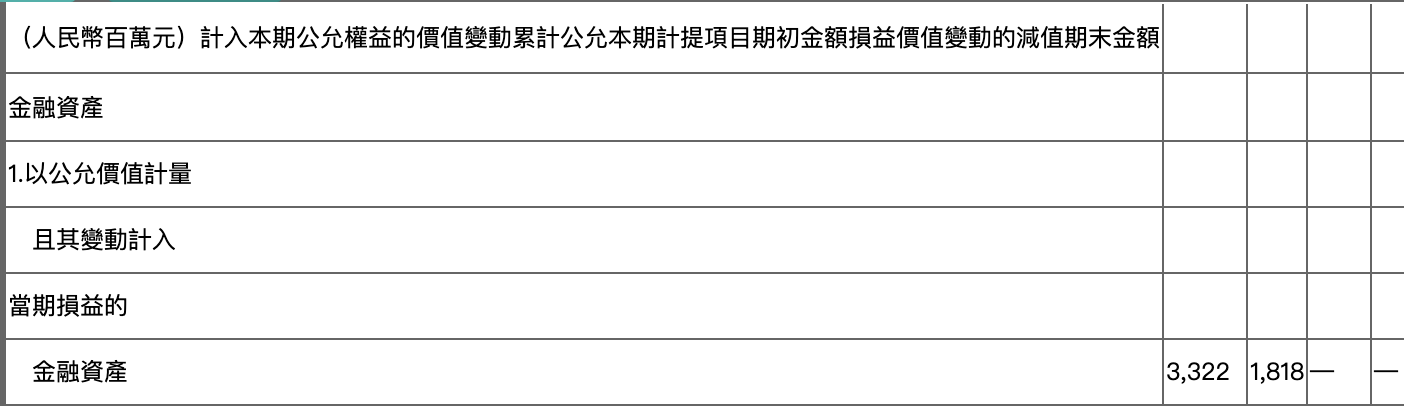 （人民幣百萬元）計入本期公允權益的價值變動累計公允本期計提項目期初金額損益價值變動的減值期末金額
金融資產
1.以公允價值計量
且其變動計入
當期損益的
金融資產 3,322 1,818 — —